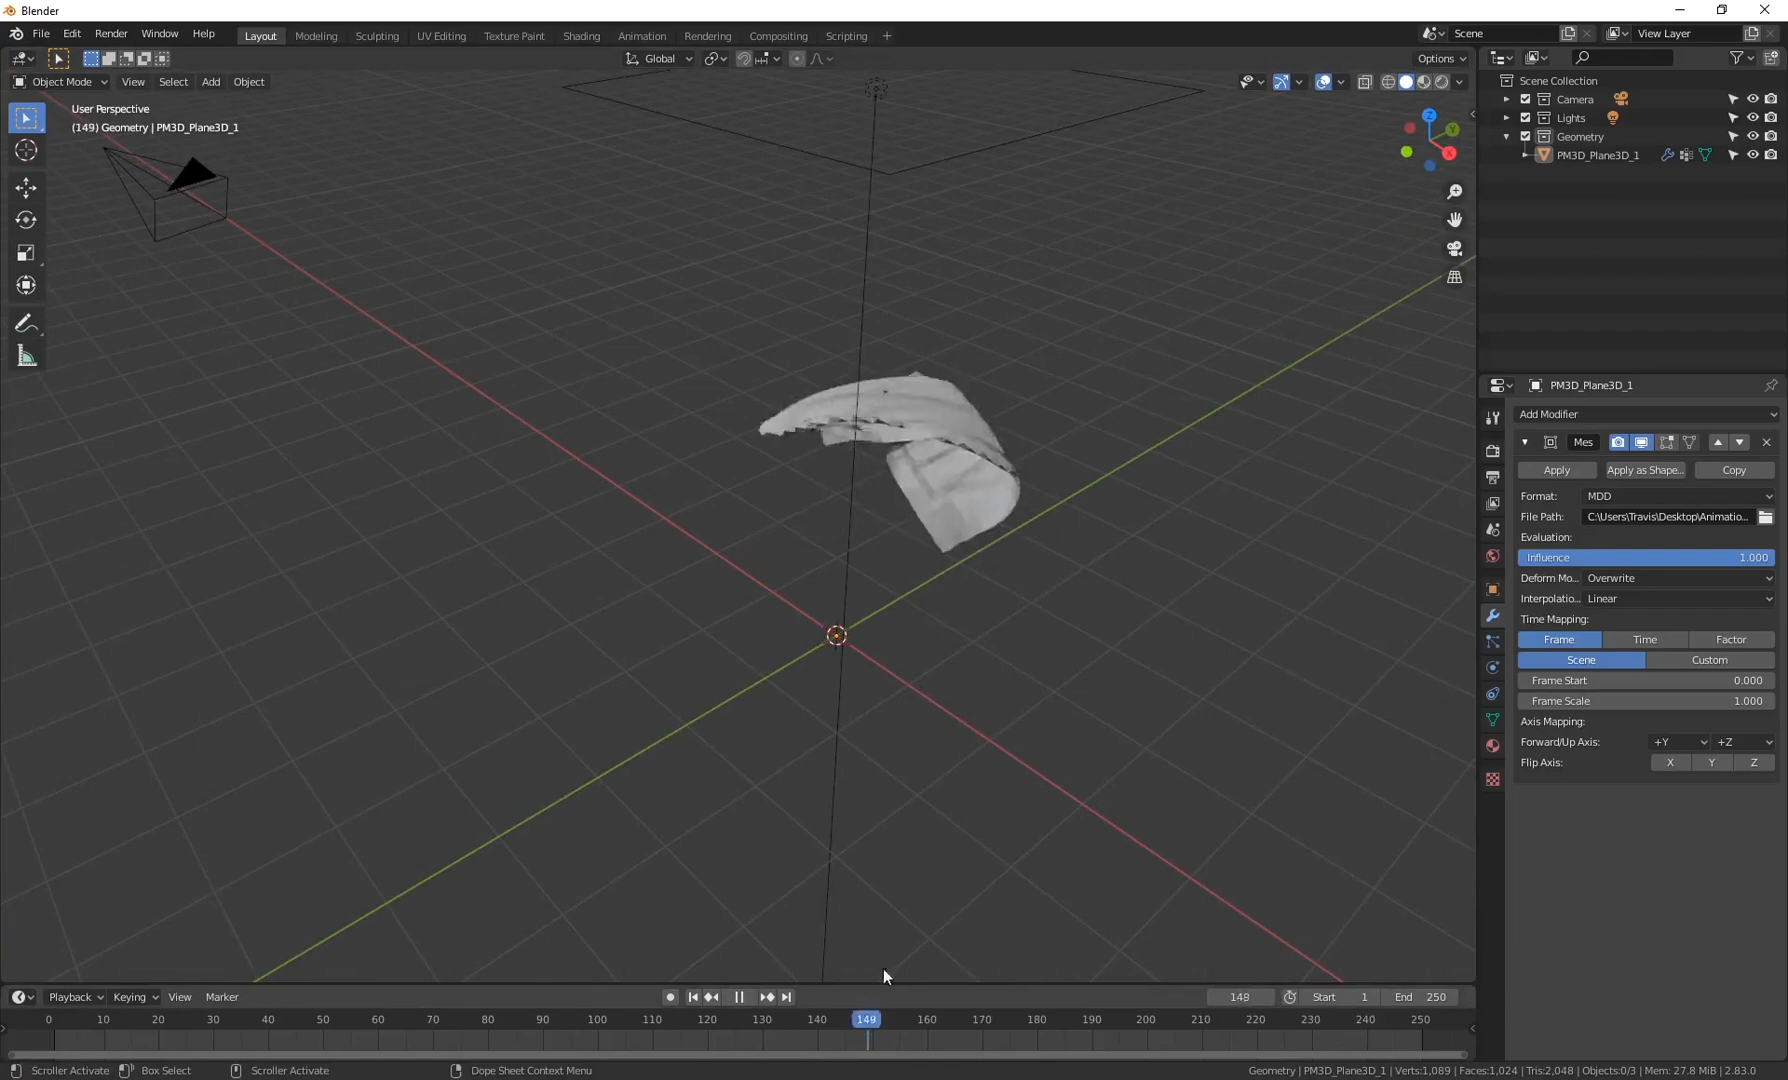 Blender
File Edit Render Window Help Layout Modeling Sculpting UV Editing Texture Paint Shading Animation Rendering Compositing Scripting + Scene View Layer
Global Options
Object Mode View Select Add Object
User Perspective
(149) Geometry | PM3D_Plane3D_1
Z
Y
X
Scene Collection
Camera
Lights
Geometry
PM3D_Plane3D_1
PM3D_Plane3D_1
Add Modifier
Mes
Apply Apply as Shape... Copy
Format: MDD
File Path: C:\Users\Travis\Desktop\Animatio...
Evaluation:
Influence 1.000
Deform Mo... Overwrite
Interpolatio... Linear
Time Mapping:
Frame Time Factor
Scene Custom
Frame Start 0.000
Frame Scale 1.000
Axis Mapping:
Forward/Up Axis: +Y +Z
Flip Axis: X Y Z
Playback Keying View Marker 149 Start 1 End 250
0 10 20 30 40 50 60 70 80 90 100 110 120 130 140 149 160 170 180 190 200 210 220 230 240 250
Scroller Activate Box Select Scroller Activate Dope Sheet Context Menu Geometry | PM3D_Plane3D_1 | Verts:1,089 | Faces:1,024 | Tris:2,048 | Objects:0/3 | Mem: 27.8 MiB | 2.83.0